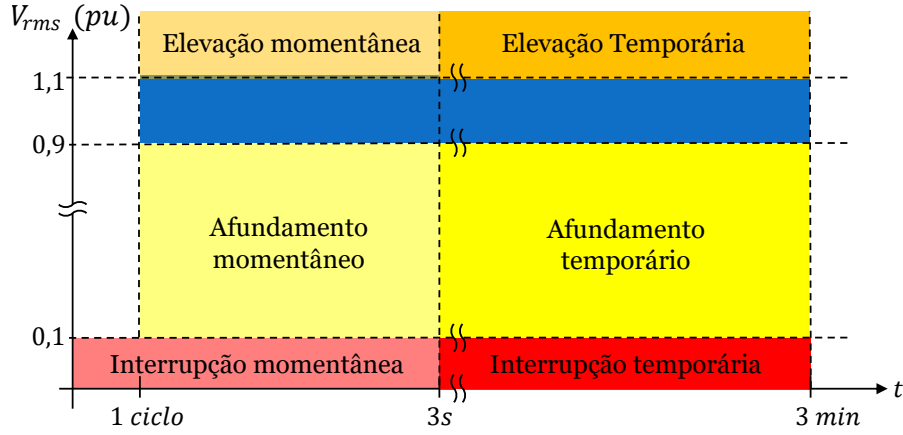 V_rms (pu)
Elevação momentânea
Elevação Temporária
1,1
0,9
Afundamento
momentâneo
Afundamento
temporário
0,1
Interrupção momentânea
Interrupção temporária
t
1 ciclo
3s
3 min